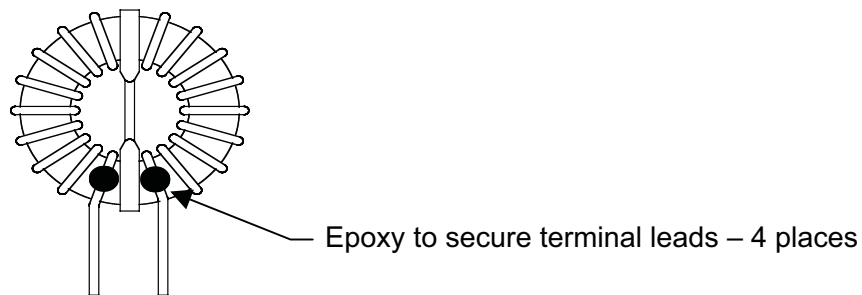 Epoxy to secure terminal leads – 4 places